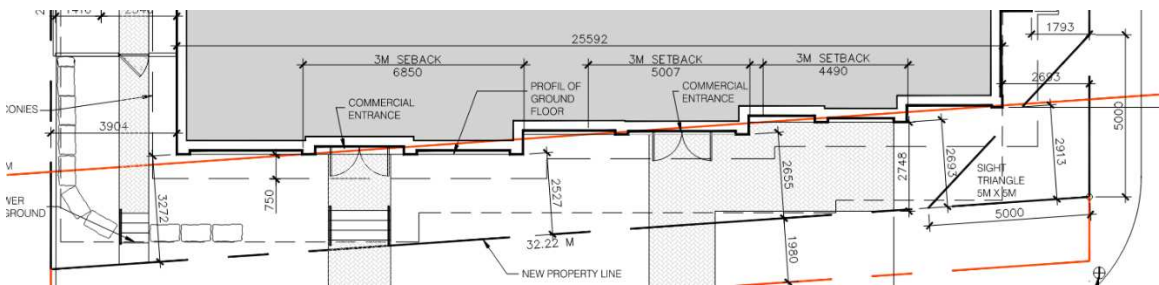 1793
25592
3M SEBACK
6850
3M SETBACK
5007
3M SETBACK
4490
2693
COMMERCIAL
ENTRANCE
PROFIL OF
GROUND
FLOOR
COMMERCIAL
ENTRANCE
ONIES
3904
5000
M
750
3272
2527
2655
2748
2693
2913
SIGHT
TRIANGLE
5M X 5M
5000
WER
GROUND
32.22 M
1980
NEW PROPERTY LINE